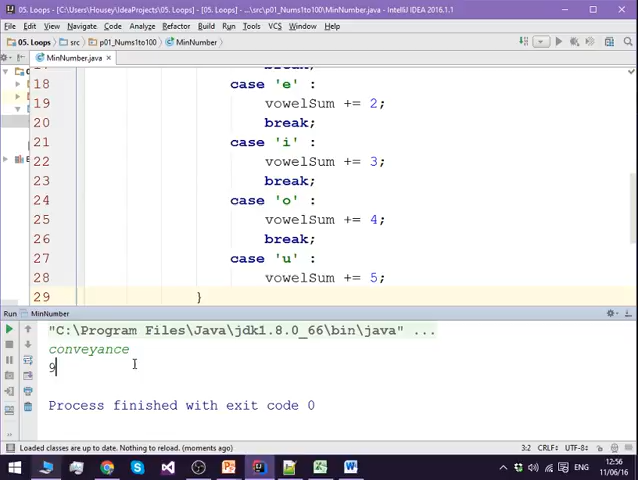 05. Loops - [C:\Users\Housey\IdeaProjects\05. Loops] - [05. Loops] - ...\src\p01_Nums1to100\MinNumber.java - IntelliJ IDEA 2016.1.1
File Edit View Navigate Code Analyze Refactor Build Run Tools VCS Window Help
05. Loops src p01_Nums1to100 MinNumber
MinNumber.java
break;
18 case 'e' :
19 vowelSum += 2;
20 break;
21 case 'i' :
22 vowelSum += 3;
23 break;
24 case 'o' :
25 vowelSum += 4;
26 break;
27 case 'u' :
28 vowelSum += 5;
29 }
Run MinNumber
"C:\Program Files\Java\jdk1.8.0_66\bin\java" ...
conveyance
9
Process finished with exit code 0
Loaded classes are up to date. Nothing to reload. (moments ago) 3:2 CRLF÷ UTF-8÷
ENG 12:56
11/06/16